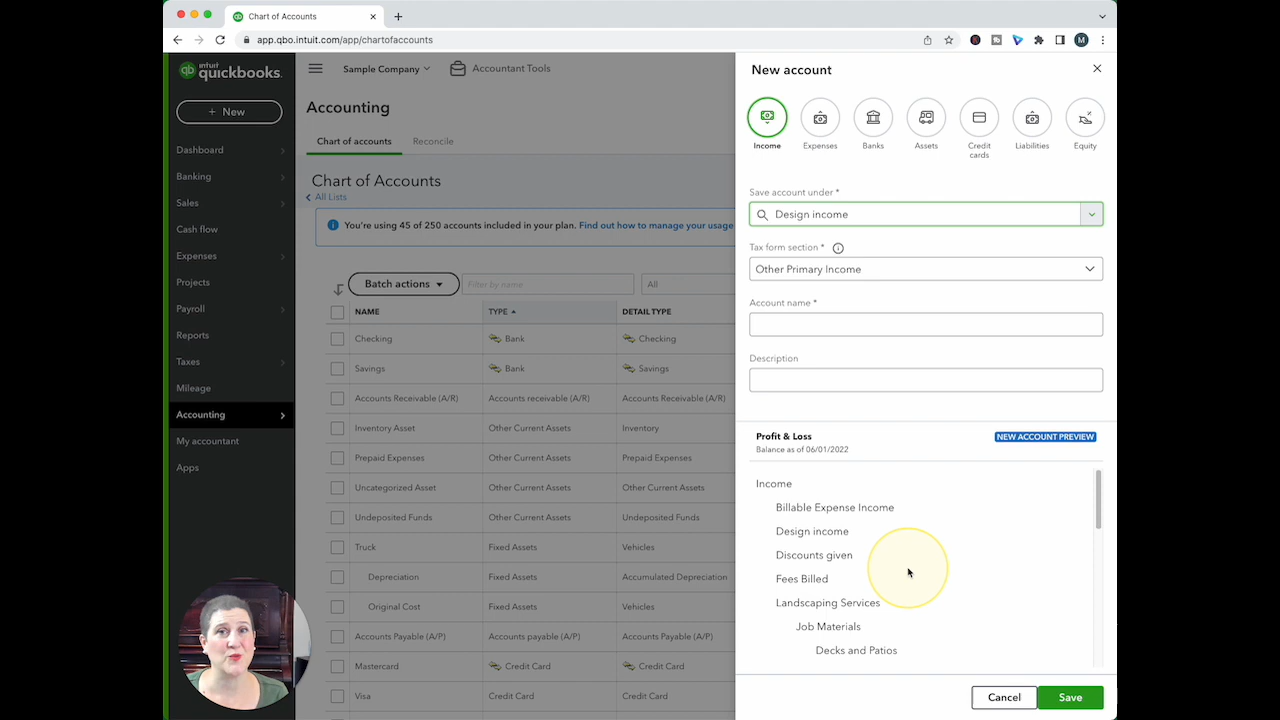 Chart of Accounts
app.qbo.intuit.com/app/chartofaccounts
M
qb intuit quickbooks.
+ New
Dashboard
Banking
Sales
Cash flow
Expenses
Projects
Payroll
Reports
Taxes
Mileage
Accounting
My accountant
Apps
Sample Company
Accountant Tools
Accounting
Chart of accounts
Reconcile
Chart of Accounts
All Lists
You're using 45 of 250 accounts included in your plan. Find out how to manage your usage
Batch actions
Filter by name
All
NAME TYPE DETAIL TYPE
Checking Bank Checking
Savings Bank Savings
Accounts Receivable (A/R) Accounts receivable (A/R) Accounts Receivable (A/R)
Inventory Asset Other Current Assets Inventory
Prepaid Expenses Other Current Assets Prepaid Expenses
Uncategorized Asset Other Current Assets Other Current Assets
Undeposited Funds Other Current Assets Undeposited Funds
Truck Fixed Assets Vehicles
Depreciation Fixed Assets Accumulated Depreciation
Original Cost Fixed Assets Vehicles
Accounts Payable (A/P) Accounts payable (A/P) Accounts Payable (A/P)
Mastercard Credit Card Credit Card
Visa Credit Card Credit Card
New account
Income
Expenses
Banks
Assets
Credit
cards
Liabilities
Equity
Save account under *
Design income
Tax form section *
Other Primary Income
Account name *
Description
Profit & Loss
NEW ACCOUNT PREVIEW
Balance as of 06/01/2022
Income
Billable Expense Income
Design income
Discounts given
Fees Billed
Landscaping Services
Job Materials
Decks and Patios
Cancel
Save